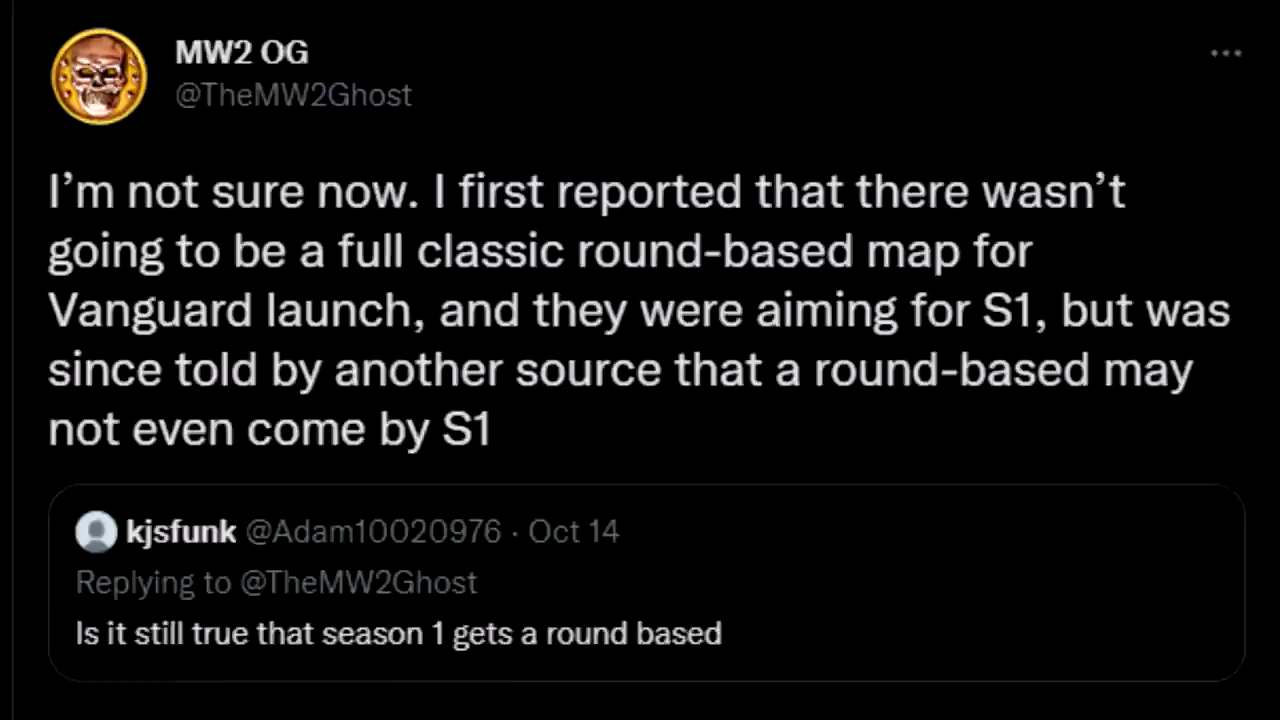 MW2 OG
@TheMW2Ghost
I’m not sure now. I first reported that there wasn’t
going to be a full classic round-based map for
Vanguard launch, and they were aiming for S1, but was
since told by another source that a round-based may
not even come by S1
kjsfunk @Adam10020976 · Oct 14
Replying to @TheMW2Ghost
Is it still true that season 1 gets a round based